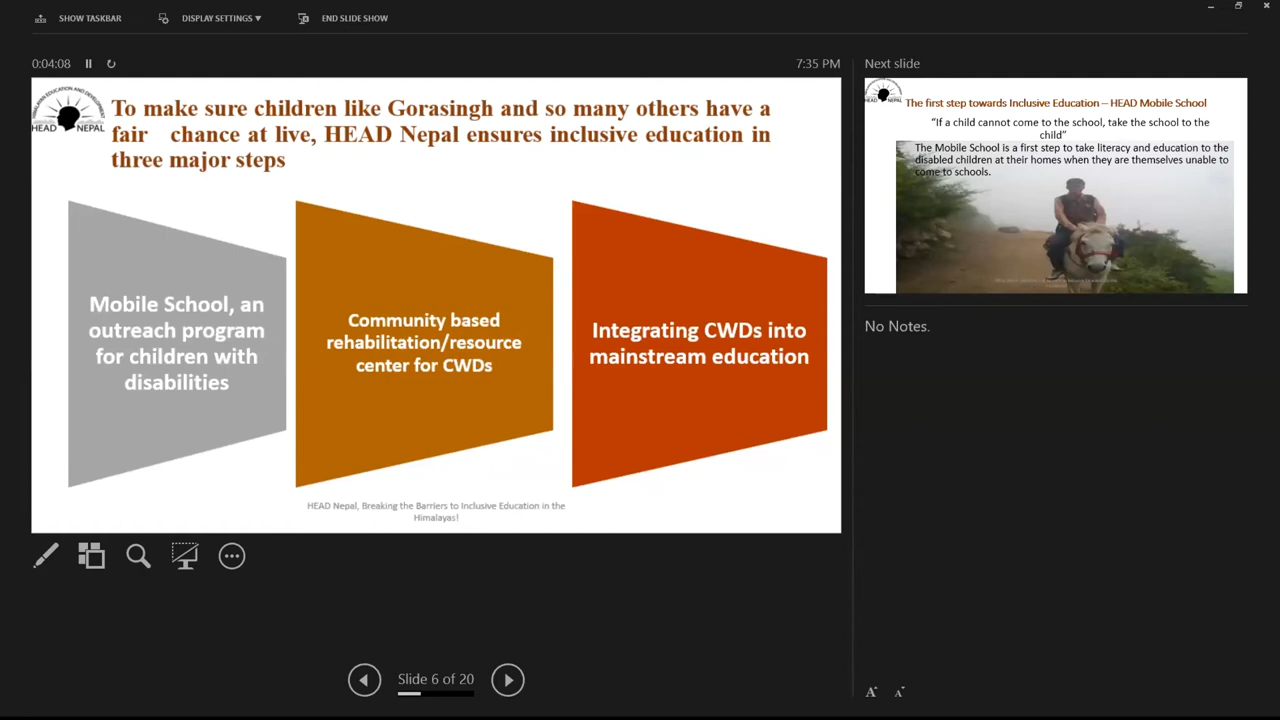 SHOW TASKBAR
DISPLAY SETTINGS ▼
END SLIDE SHOW
0:04:08
7:35 PM
HIMALAYAN EDUCATION AND DEVELOPMENT
HEAD NEPAL
To make sure children like Gorasingh and so many others have a
fair chance at live, HEAD Nepal ensures inclusive education in
three major steps
Mobile School, an
outreach program
for children with
disabilities
Community based
rehabilitation/resource
center for CWDs
Integrating CWDs into
mainstream education
HEAD Nepal, Breaking the Barriers to Inclusive Education in the
Himalayas!
Slide 6 of 20
Next slide
HEAD NEPAL
The first step towards Inclusive Education – HEAD Mobile School
“If a child cannot come to the school, take the school to the
child”
The Mobile School is a first step to take literacy and education to the
disabled children at their homes when they are themselves unable to
come to schools.
No Notes.
A
A